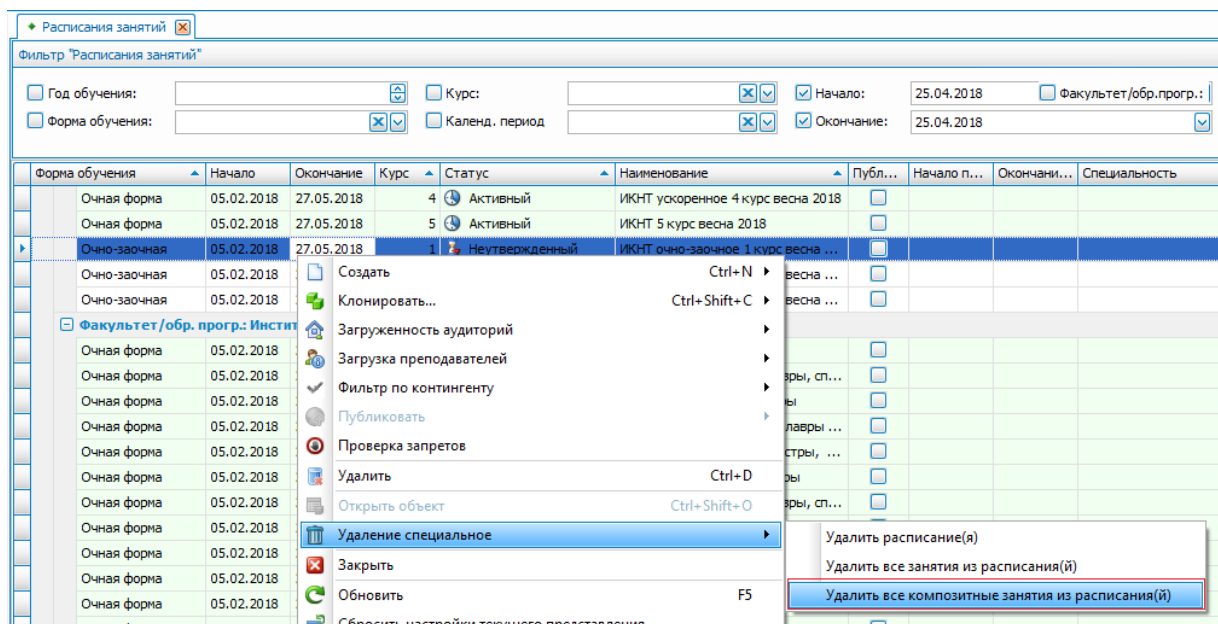 Расписания занятий
Фильтр "Расписания занятий"
Год обучения: Курс: Начало: 25.04.2018 Факультет/обр.прогр.:
Форма обучения: Календ. период Окончание: 25.04.2018
Форма обучения Начало Окончание Курс Статус Наименование Публ... Начало п... Окончани... Специальность
Очная форма 05.02.2018 27.05.2018 4 Активный ИКНТ ускоренное 4 курс весна 2018
Очная форма 05.02.2018 27.05.2018 5 Активный ИКНТ 5 курс весна 2018
Очно-заочная 05.02.2018 27.05.2018 1 Неутвержденный ИКНТ очно-заочное 1 курс весна ...
Очно-заочная 05.02.2018 весна ...
Очно-заочная 05.02.2018 весна ...
Факультет/обр. прогр.: Инстит
Очная форма 05.02.2018
Очная форма 05.02.2018 сп...
Очная форма 05.02.2018
Очная форма 05.02.2018 ...
Очная форма 05.02.2018 ...
Очная форма 05.02.2018
Очная форма 05.02.2018 сп...
Очная форма 05.02.2018
Очная форма 05.02.2018
Очная форма 05.02.2018
Очная форма 05.02.2018
Создать Ctrl+N
Клонировать... Ctrl+Shift+C
Загруженность аудиторий
Загрузка преподавателей
Фильтр по контингенту
Публиковать
Проверка запретов
Удалить Ctrl+D
Открыть объект Ctrl+Shift+O
Удаление специальное
Закрыть
Обновить F5
Сбросить настройки текущего представления
Удалить расписание(я)
Удалить все занятия из расписания(й)
Удалить все композитные занятия из расписания(й)